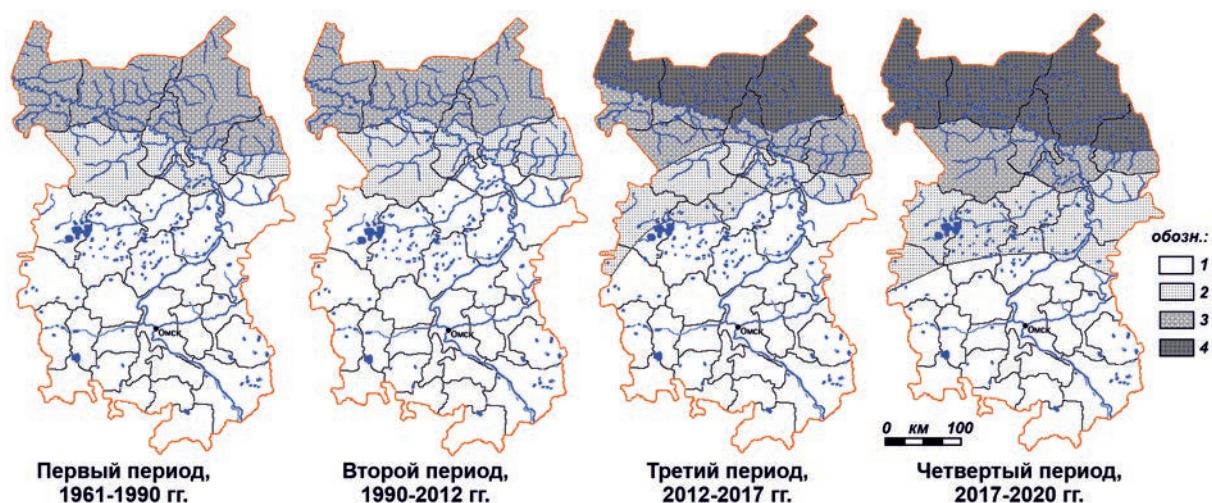 Омск
Омск
Омск
Омск
обозн.:
1
2
3
4
0 км 100
Первый период,
1961-1990 гг.
Второй период,
1990-2012 гг.
Третий период,
2012-2017 гг.
Четвертый период,
2017-2020 гг.